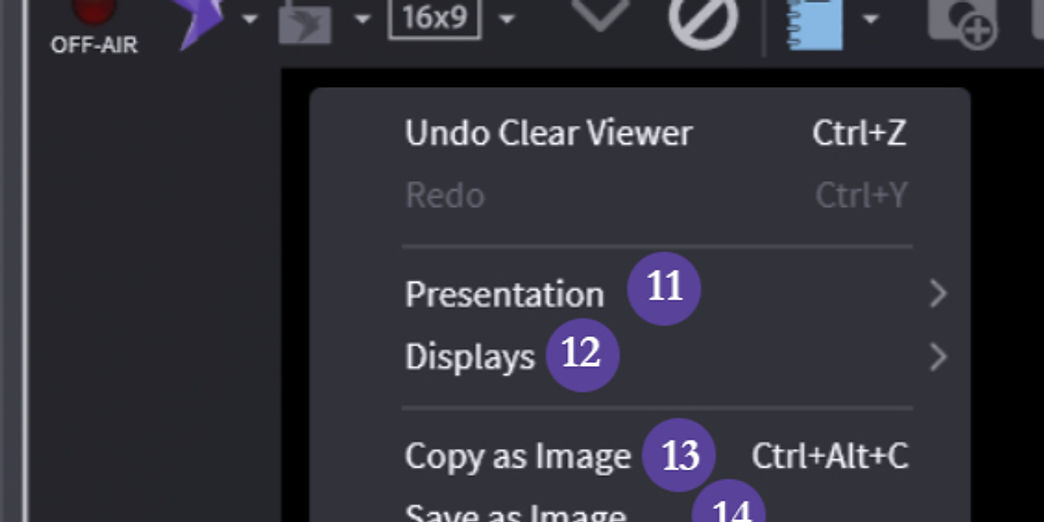 OFF-AIR
16x9
Undo Clear Viewer Ctrl+Z
Redo Ctrl+Y
Presentation 11
Displays 12
Copy as Image 13 Ctrl+Alt+C
Save as Image 14